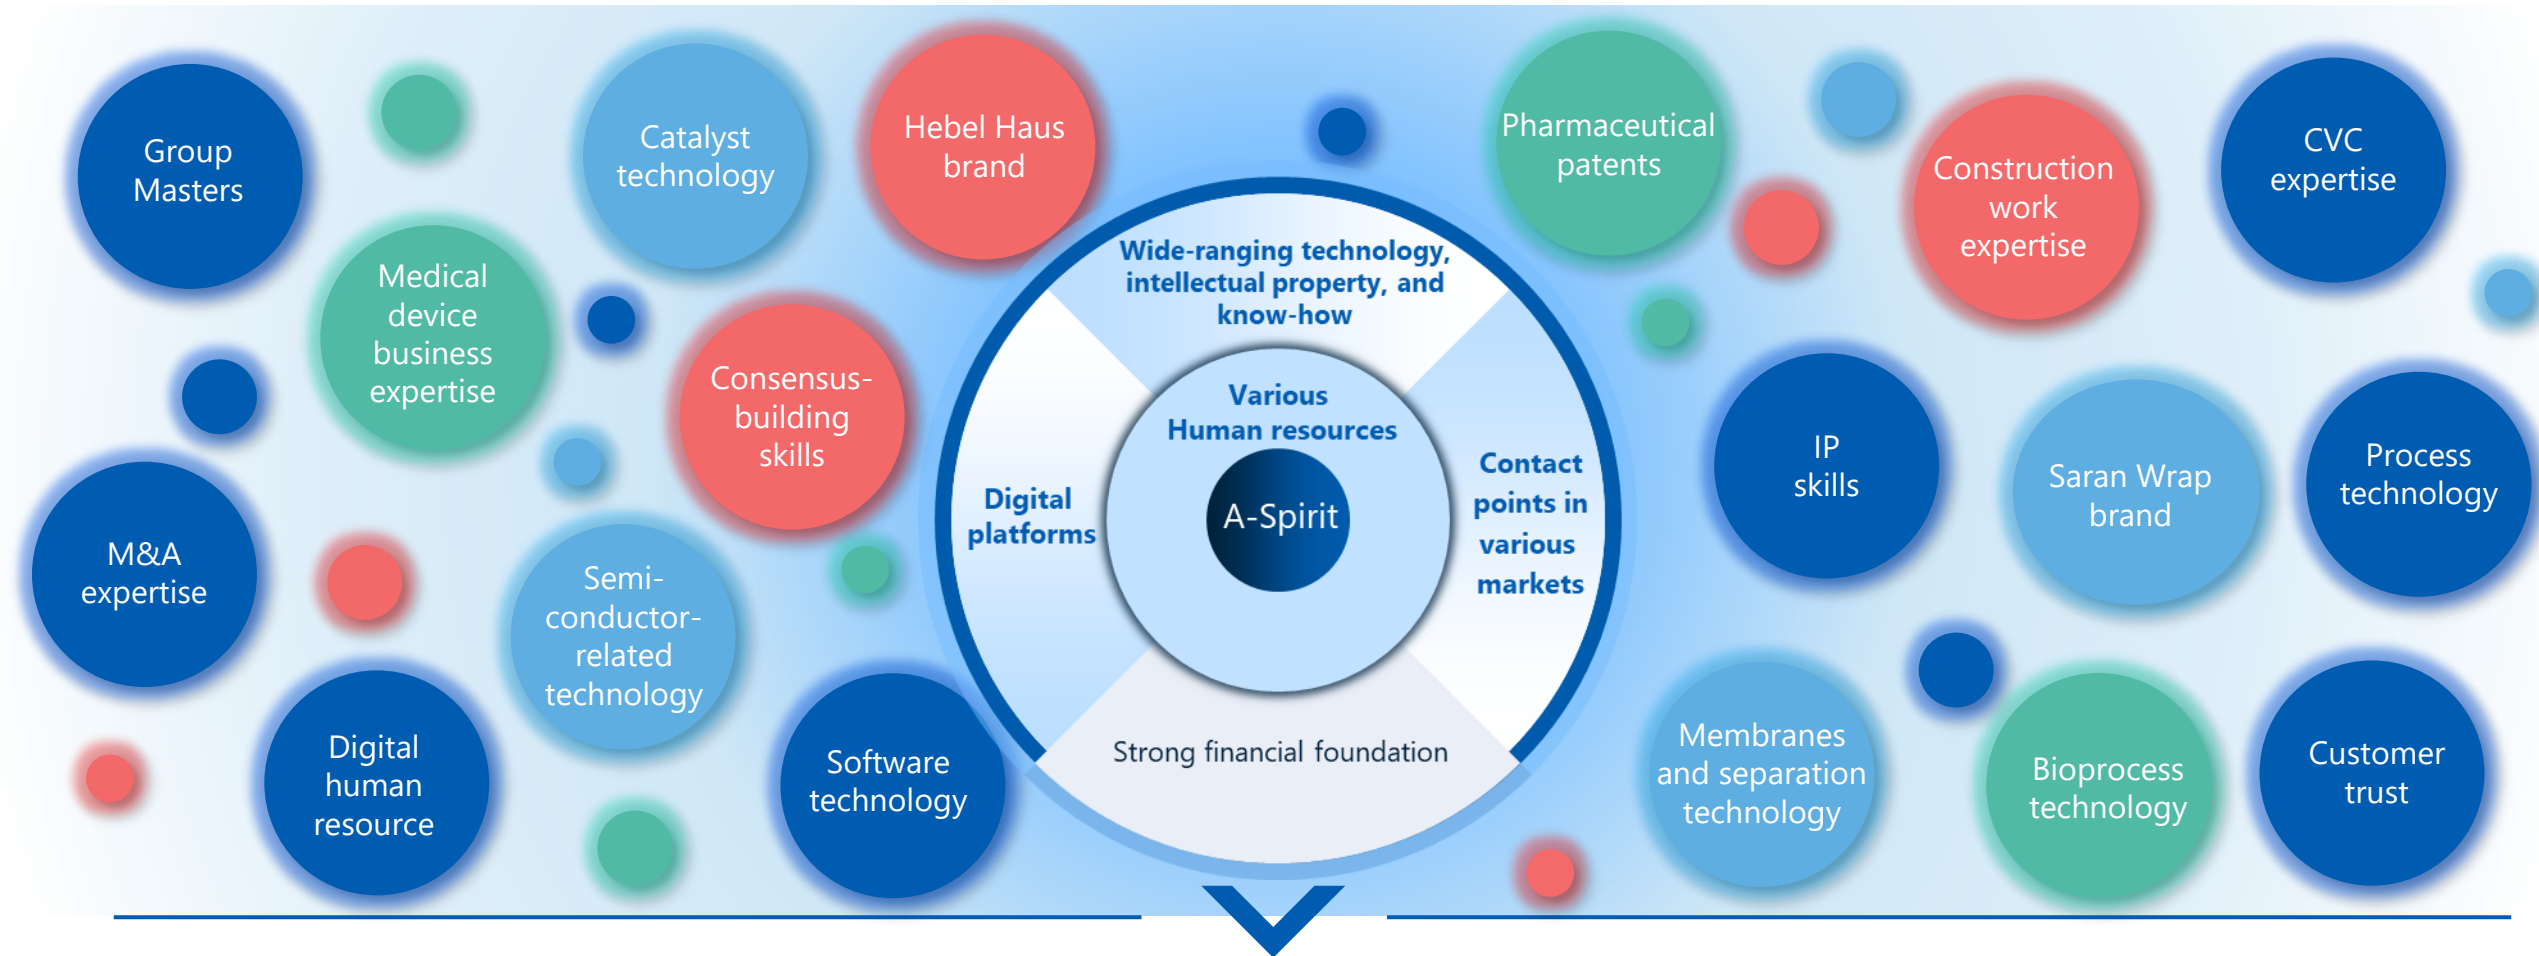 Group
Masters
Medical
device
business
expertise
M&A
expertise
Digital
human
resource
Catalyst
technology
Hebel Haus
brand
Consensus-
building
skills
Semi-
conductor-
related
technology
Software
technology
Wide-ranging technology,
intellectual property, and
know-how
Various
Human resources
A-Spirit
Digital
platforms
Contact
points in
various
markets
Strong financial foundation
Pharmaceutical
patents
Construction
work
expertise
CVC
expertise
IP
skills
Saran Wrap
brand
Process
technology
Membranes
and separation
technology
Bioprocess
technology
Customer
trust